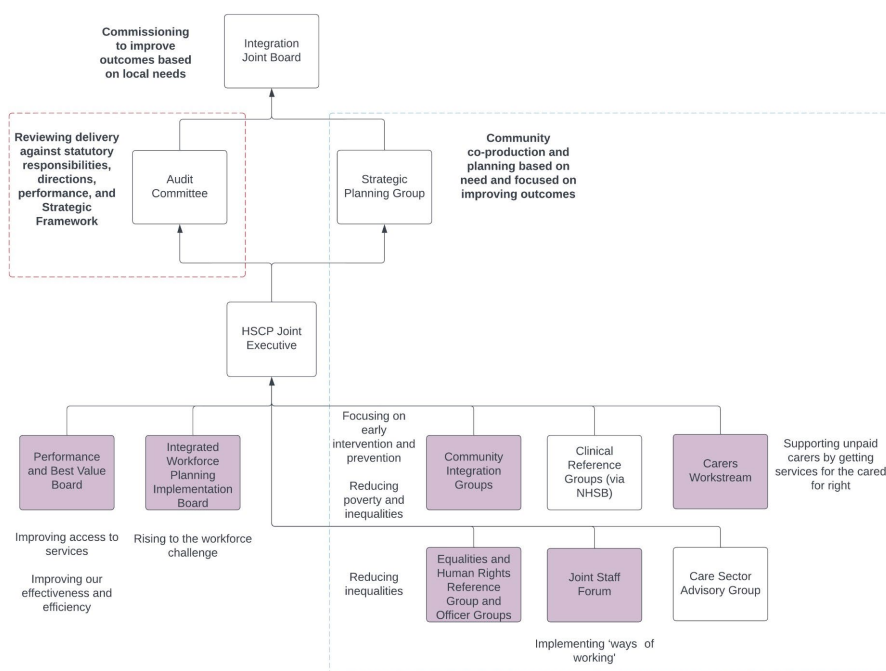 Commissioning
to improve
outcomes based
on local needs
Integration
Joint Board
Reviewing delivery
against statutory
responsibilities,
directions,
performance, and
Strategic
Framework
Audit
Committee
Strategic
Planning Group
Community
co-production and
planning based on
need and focused on
improving outcomes
HSCP Joint
Executive
Performance
and Best Value
Board
Integrated
Workforce
Planning
Implementation
Board
Focusing on
early
intervention and
prevention
Reducing
poverty and
inequalities
Community
Integration
Groups
Clinical
Reference
Groups (via
NHSB)
Carers
Workstream
Supporting unpaid
carers by getting
services for the cared
for right
Improving access to
services
Improving our
effectiveness and
efficiency
Rising to the workforce
challenge
Reducing
inequalities
Equalities and
Human Rights
Reference
Group and
Officer Groups
Joint Staff
Forum
Care Sector
Advisory Group
Implementing ‘ways of
working’